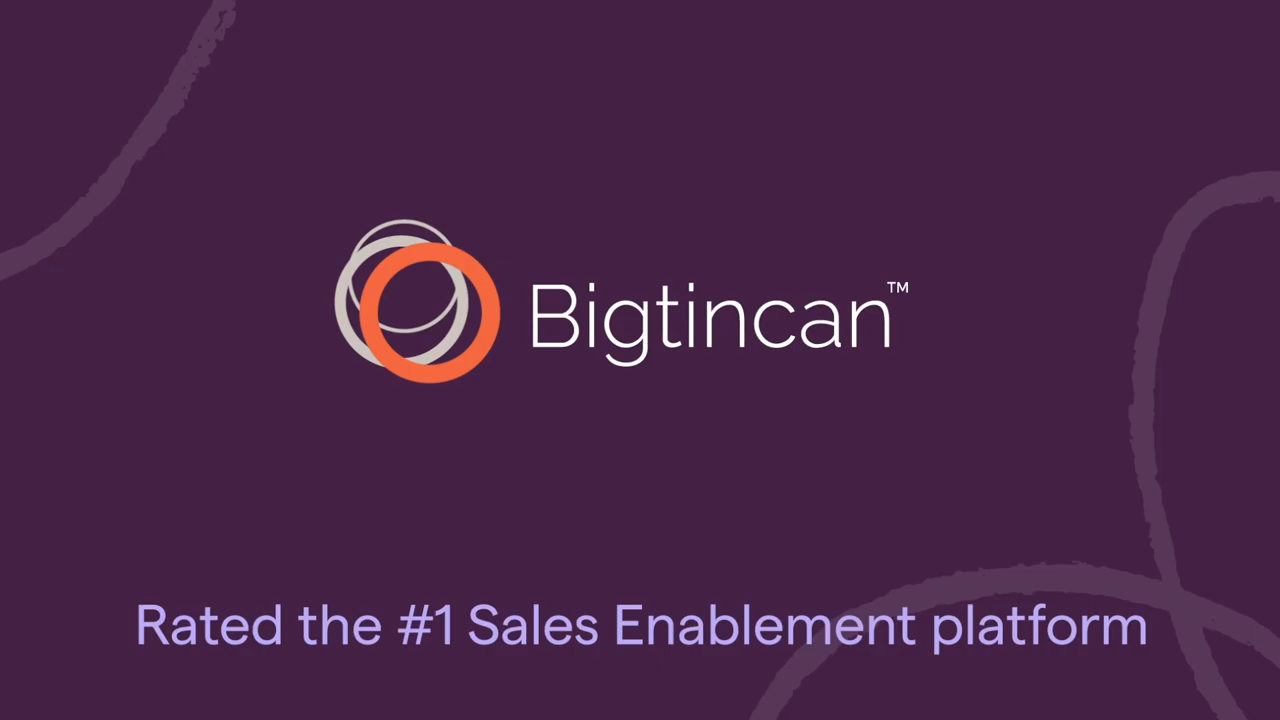 Bigtincan™
Rated the #1 Sales Enablement platform